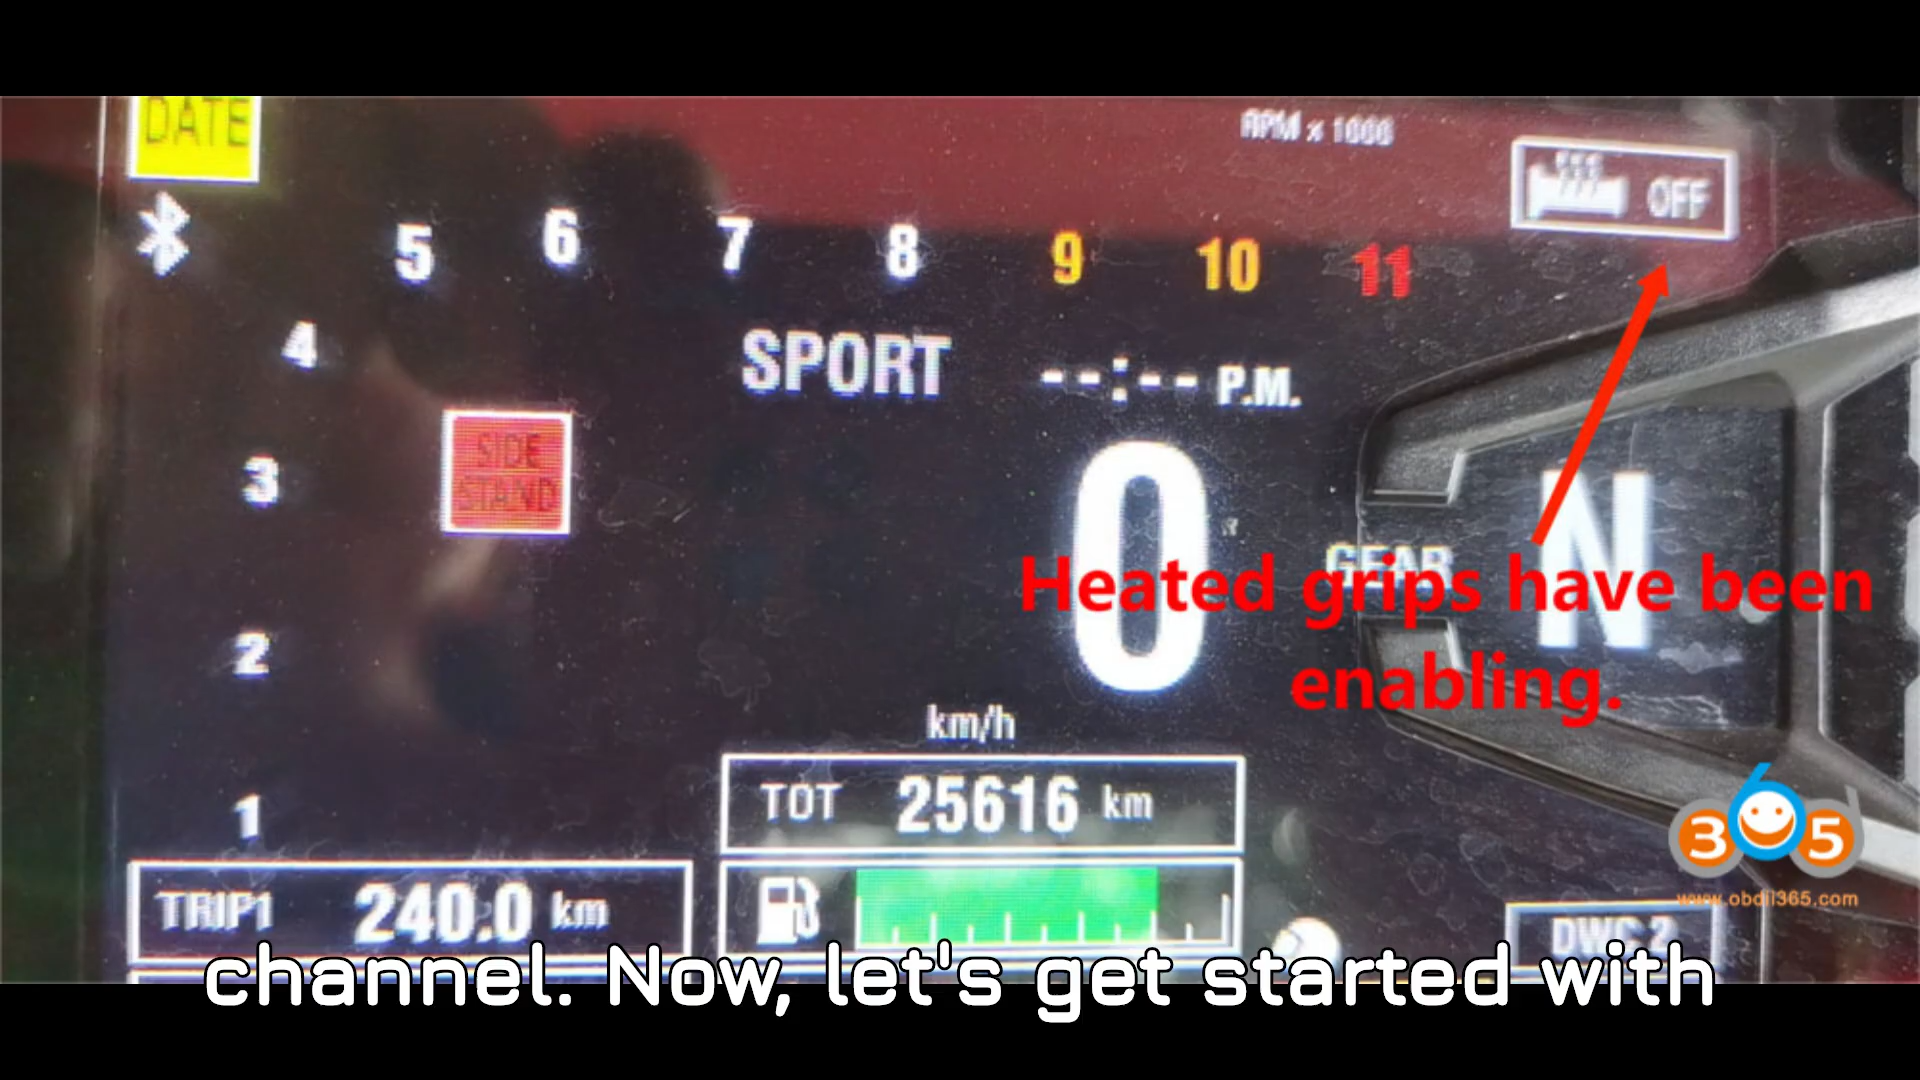 DATE
RPM x 1000
OFF
5 6 7 8 9 10 11
4
SPORT --:-- P.M.
SIDE
STAND
3
0
GEAR N
Heated grips have been
enabling.
2
km/h
TOT 25616 km
1
365
www.obdii365.com
TRIP1 240.0 km
DWC 2
channel. Now, let's get started with